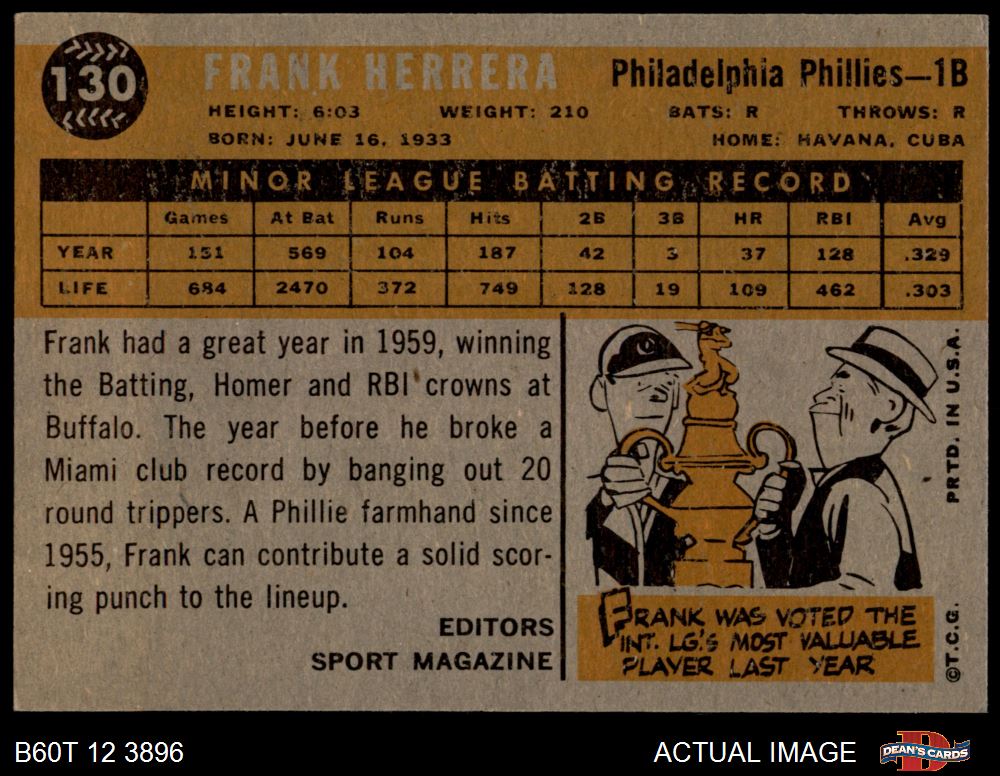 130
FRANK HERRERA
Philadelphia Phillies—1B
HEIGHT: 6:03 WEIGHT: 210 BATS: R THROWS: R
BORN: JUNE 16, 1933 HOME: HAVANA, CUBA
MINOR LEAGUE BATTING RECORD
Games At Bat Runs Hits 2B 3B HR RBI Avg
YEAR 151 569 104 187 42 3 37 128 .329
LIFE 684 2470 372 749 128 19 109 462 .303
Frank had a great year in 1959, winning
the Batting, Homer and RBI crowns at
Buffalo. The year before he broke a
Miami club record by banging out 20
round trippers. A Phillie farmhand since
1955, Frank can contribute a solid scor-
ing punch to the lineup.
EDITORS
SPORT MAGAZINE
FRANK WAS VOTED THE
INT. LG.'S MOST VALUABLE
PLAYER LAST YEAR
©T.C.G. PRTD. IN U.S.A.
B60T 12 3896
ACTUAL IMAGE
D
DEAN'S CARDS